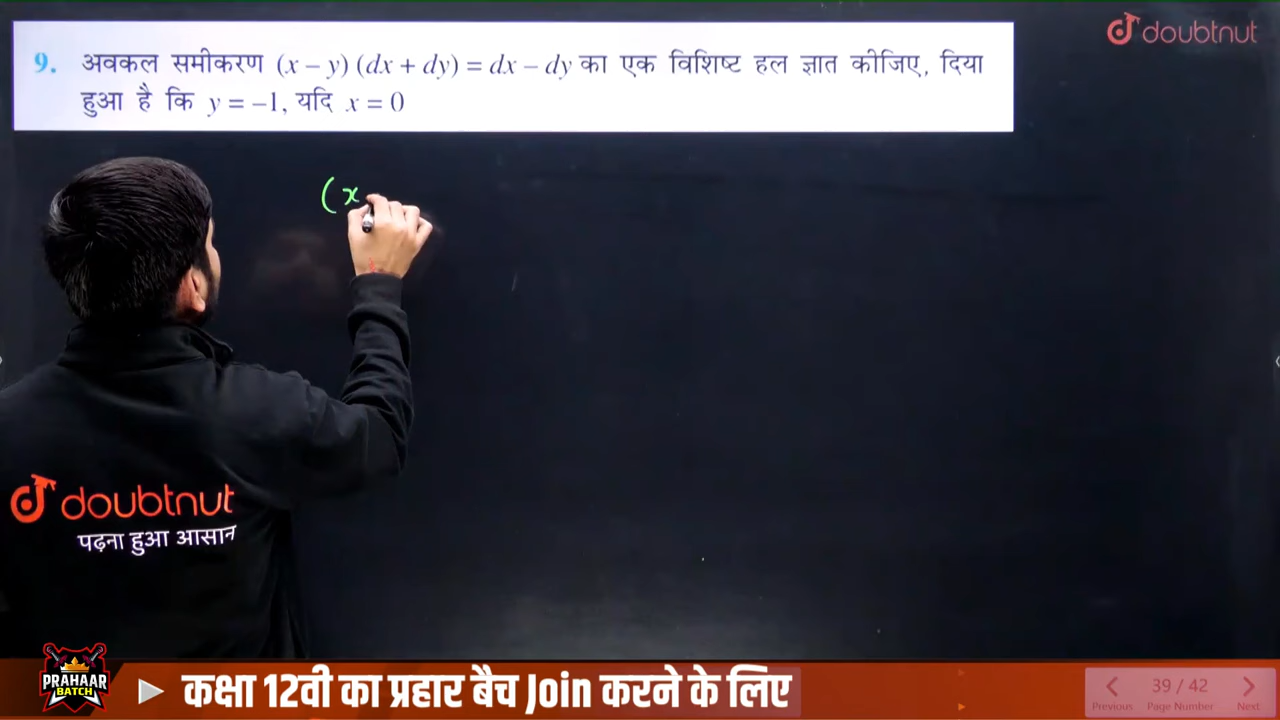 doubtnut
9. अवकल समीकरण (x – y) (dx + dy) = dx – dy का एक विशिष्ट हल ज्ञात कीजिए, दिया
हुआ है कि y = –1, यदि x = 0
(x
doubtnut
पढ़ना हुआ आसान
PRAHAAR
BATCH
कक्षा 12वी का प्रहार बैच Join करने के लिए
39 / 42
Previous Page Number Next